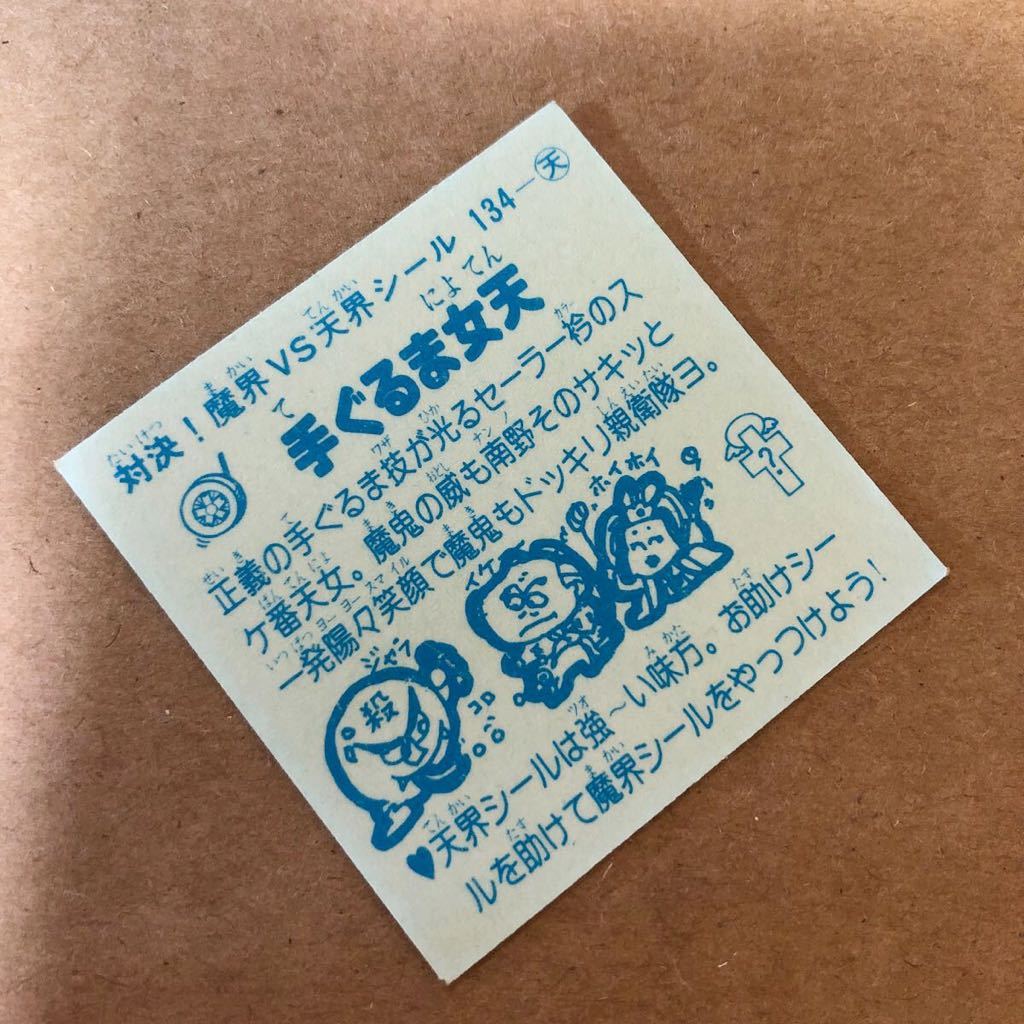 対決！魔界VS天界シール 134―天
手ぐるま女天
正義の手ぐるま技が光るセーラー衿のス
ケ番天女。魔鬼の威も南野そのサキッと
一発陽々笑顔で魔鬼もドッキリ親衛隊ヨ。
ジャラ
殺
イケー
ホイホイ
?
♥天界シールは強～い味方。お助けシー
ルを助けて魔界シールをやっつけよう！